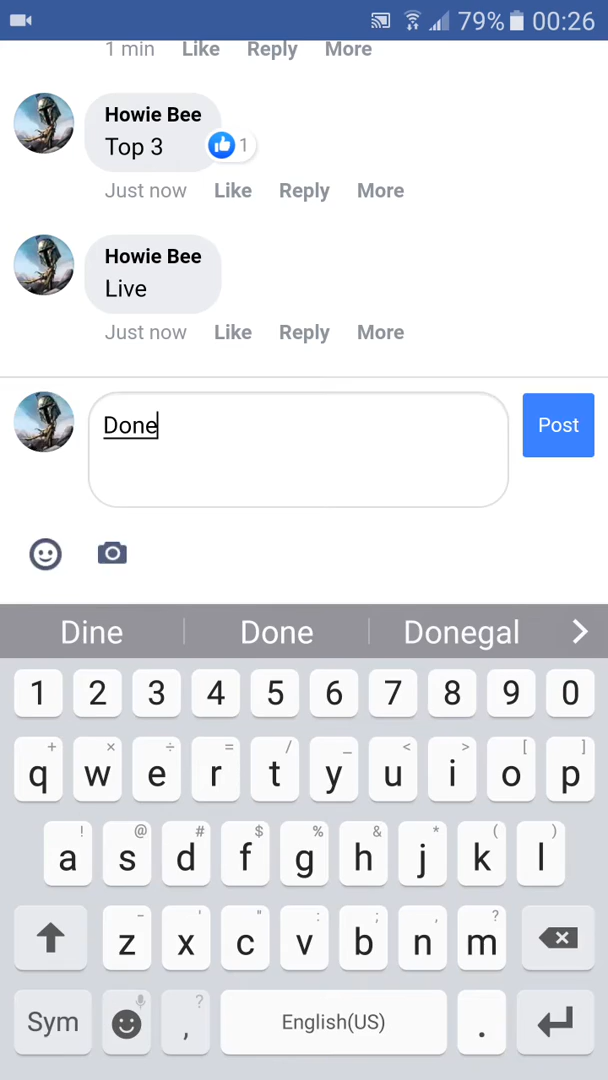 79% 00:26
1 min Like Reply More
Howie Bee
Top 3
1
Just now Like Reply More
Howie Bee
Live
Just now Like Reply More
Done
Post
Dine Done Donegal
1 2 3 4 5 6 7 8 9 0
+ × ÷ = / _ < > [ ]
q w e r t y u i o p
! @ # $ % & * ( )
a s d f g h j k l
- ' " : ; , ?
z x c v b n m
?
Sym , English(US) .